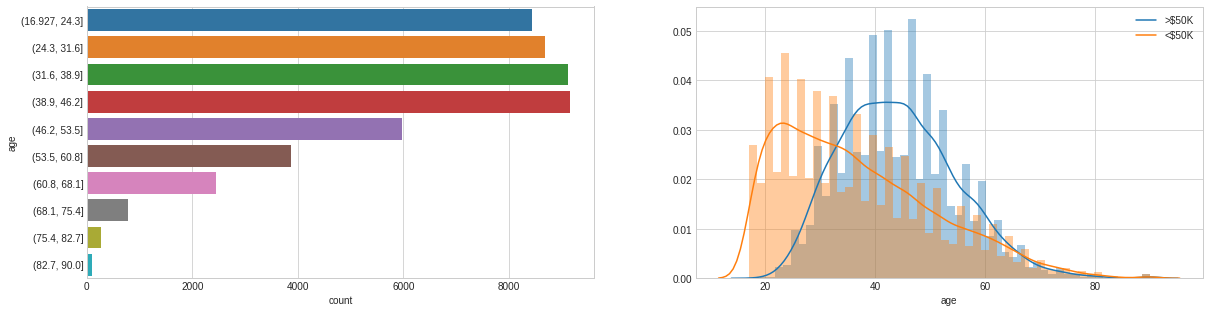 (16.927, 24.3]
(24.3, 31.6]
(31.6, 38.9]
(38.9, 46.2]
(46.2, 53.5]
(53.5, 60.8]
(60.8, 68.1]
(68.1, 75.4]
(75.4, 82.7]
(82.7, 90.0]
age
0 2000 4000 6000 8000
count
>$50K
<$50K
0.05
0.04
0.03
0.02
0.01
0.00
20 40 60 80
age